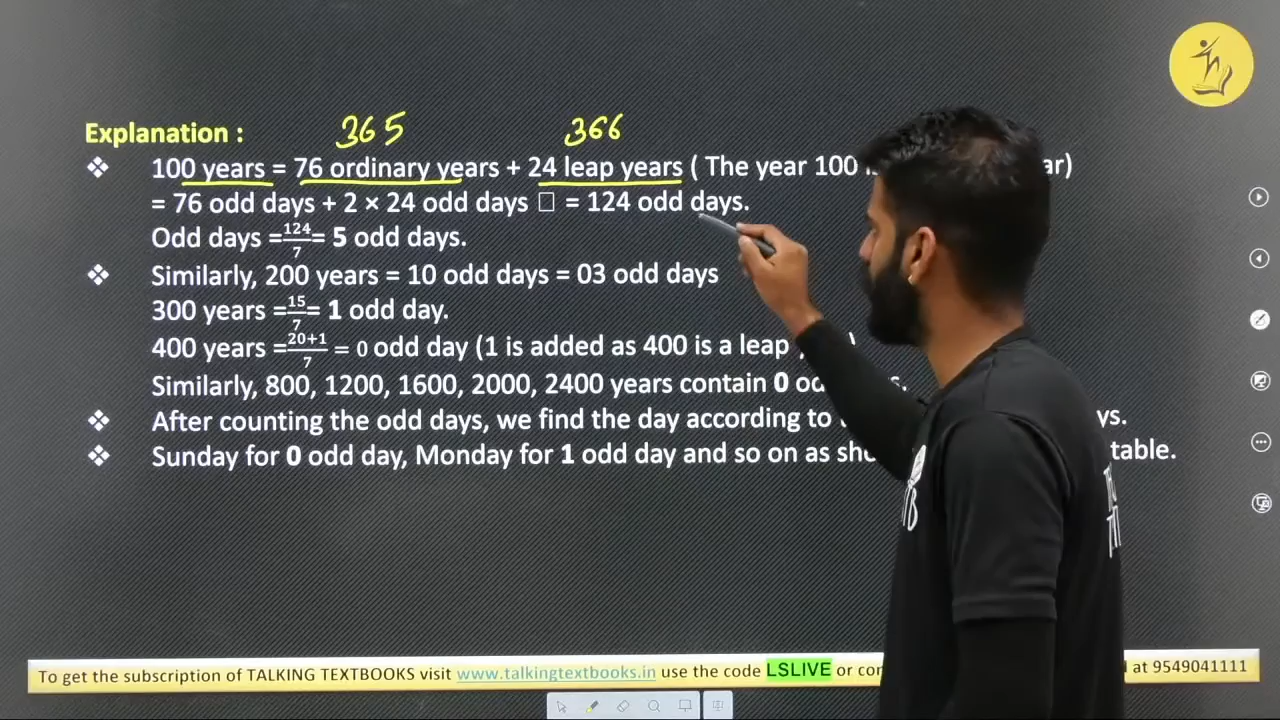 365 366
Explanation :
❖ 100 years = 76 ordinary years + 24 leap years ( The year 100 ar)
= 76 odd days + 2 × 24 odd days □ = 124 odd days.
Odd days =124/7= 5 odd days.
❖ Similarly, 200 years = 10 odd days = 03 odd days
300 years =15/7= 1 odd day.
400 years =20+1/7 = 0 odd day (1 is added as 400 is a leap )
Similarly, 800, 1200, 1600, 2000, 2400 years contain 0 s.
❖ After counting the odd days, we find the day according to ys.
❖ Sunday for 0 odd day, Monday for 1 odd day and so on as table.
To get the subscription of TALKING TEXTBOOKS visit www.talkingtextbooks.in use the code LSLIVE or at 9549041111